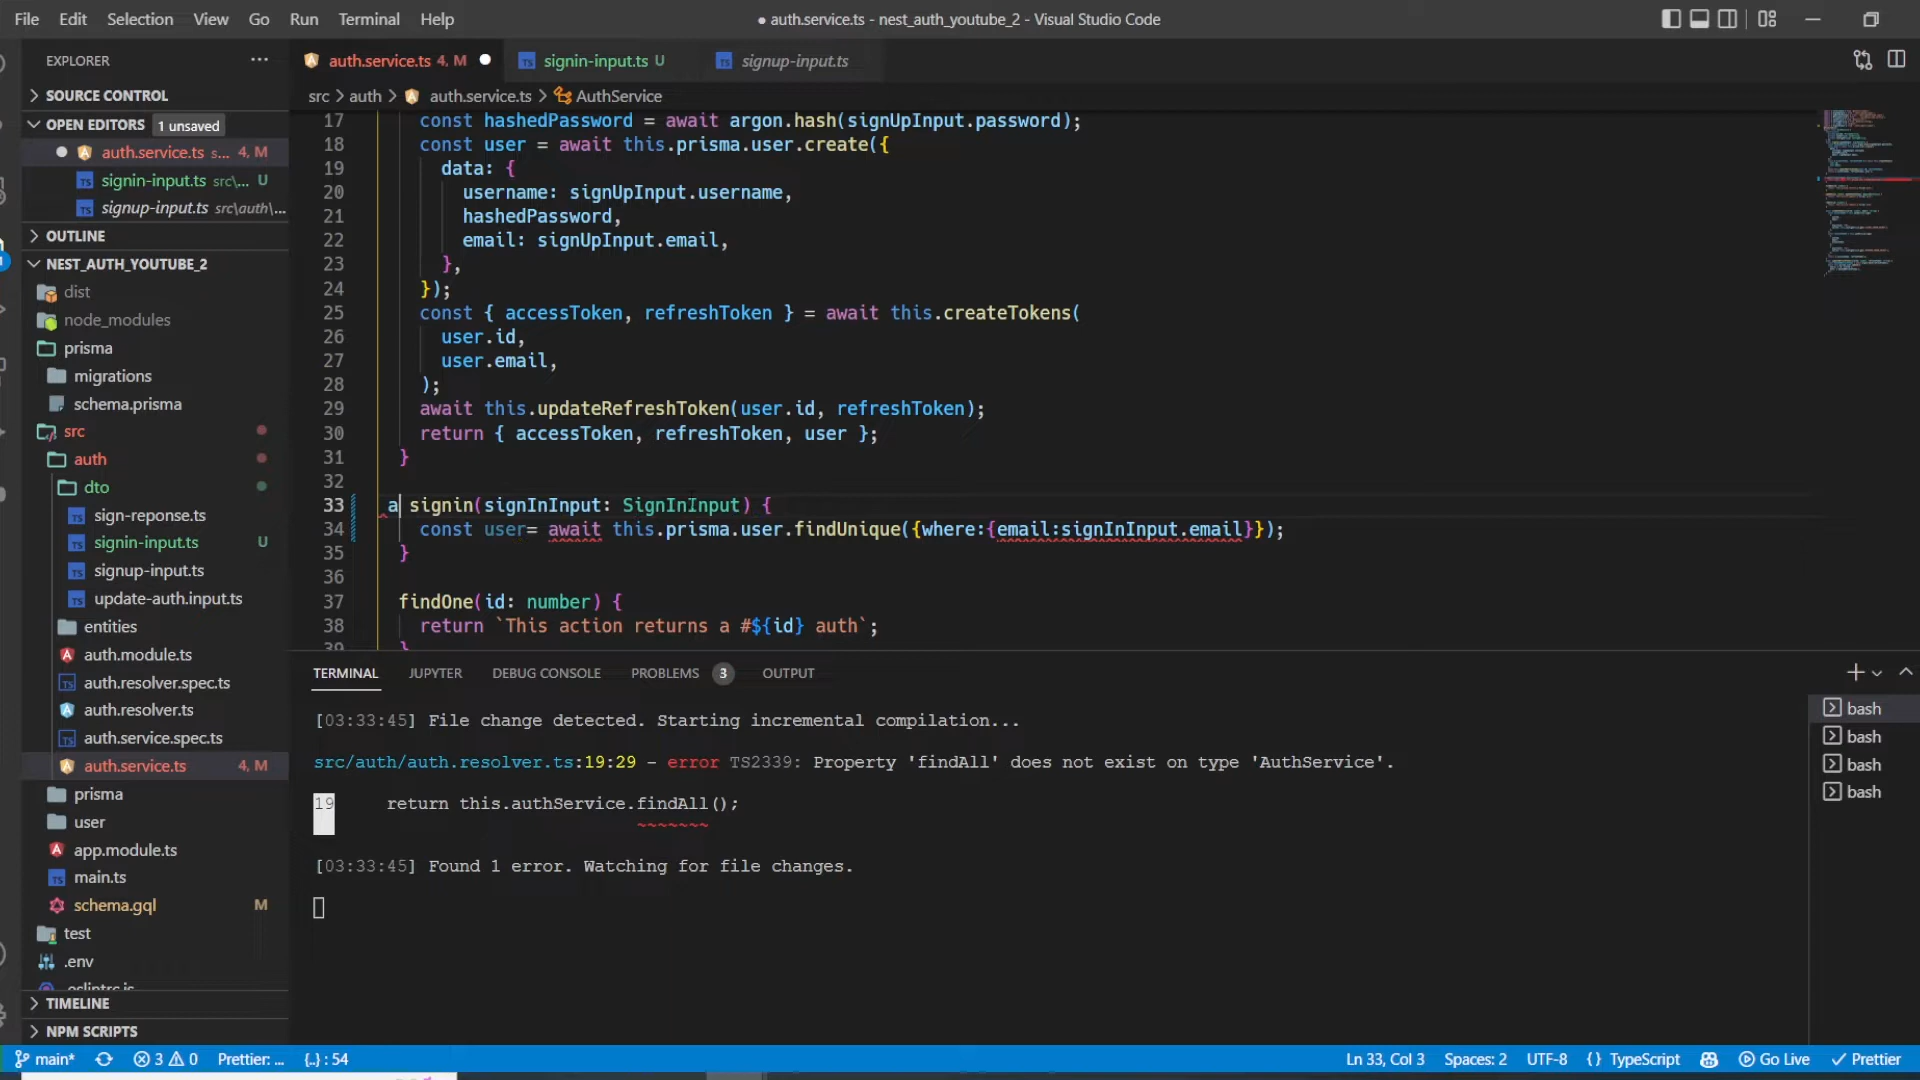 File Edit Selection View Go Run Terminal Help
● auth.service.ts - nest_auth_youtube_2 - Visual Studio Code
EXPLORER ...
SOURCE CONTROL
OPEN EDITORS 1 unsaved
auth.service.ts s... 4, M
signin-input.ts src\... U
signup-input.ts src\auth\...
OUTLINE
NEST_AUTH_YOUTUBE_2
dist
node_modules
prisma
migrations
schema.prisma
src
auth
dto
sign-reponse.ts
signin-input.ts U
signup-input.ts
update-auth.input.ts
entities
auth.module.ts
auth.resolver.spec.ts
auth.resolver.ts
auth.service.spec.ts
auth.service.ts 4, M
prisma
user
app.module.ts
main.ts
schema.gql M
test
.env
TIMELINE
NPM SCRIPTS
auth.service.ts 4, M ● signin-input.ts U signup-input.ts
src > auth > auth.service.ts > AuthService
17 const hashedPassword = await argon.hash(signUpInput.password);
18 const user = await this.prisma.user.create({
19 data: {
20 username: signUpInput.username,
21 hashedPassword,
22 email: signUpInput.email,
23 },
24 });
25 const { accessToken, refreshToken } = await this.createTokens(
26 user.id,
27 user.email,
28 );
29 await this.updateRefreshToken(user.id, refreshToken);
30 return { accessToken, refreshToken, user };
31 }
32
33 a signin(signInInput: SignInInput) {
34 const user= await this.prisma.user.findUnique({where:{email:signInInput.email}});
35 }
36
37 findOne(id: number) {
38 return `This action returns a #${id} auth`;
39 }
TERMINAL JUPYTER DEBUG CONSOLE PROBLEMS 3 OUTPUT
[03:33:45] File change detected. Starting incremental compilation...
src/auth/auth.resolver.ts:19:29 - error TS2339: Property 'findAll' does not exist on type 'AuthService'.
19 return this.authService.findAll();
~~~~~~~
[03:33:45] Found 1 error. Watching for file changes.
bash
bash
bash
bash
main* 3 0 Prettier: ... {..} : 54 Ln 33, Col 3 Spaces: 2 UTF-8 {} TypeScript Go Live Prettier